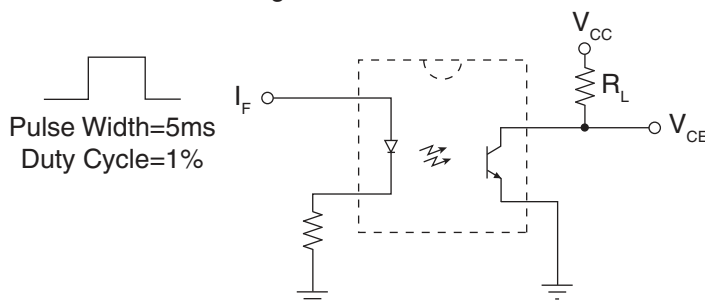 V_CC
R_L
I_F
V_CE
Pulse Width=5ms
Duty Cycle=1%